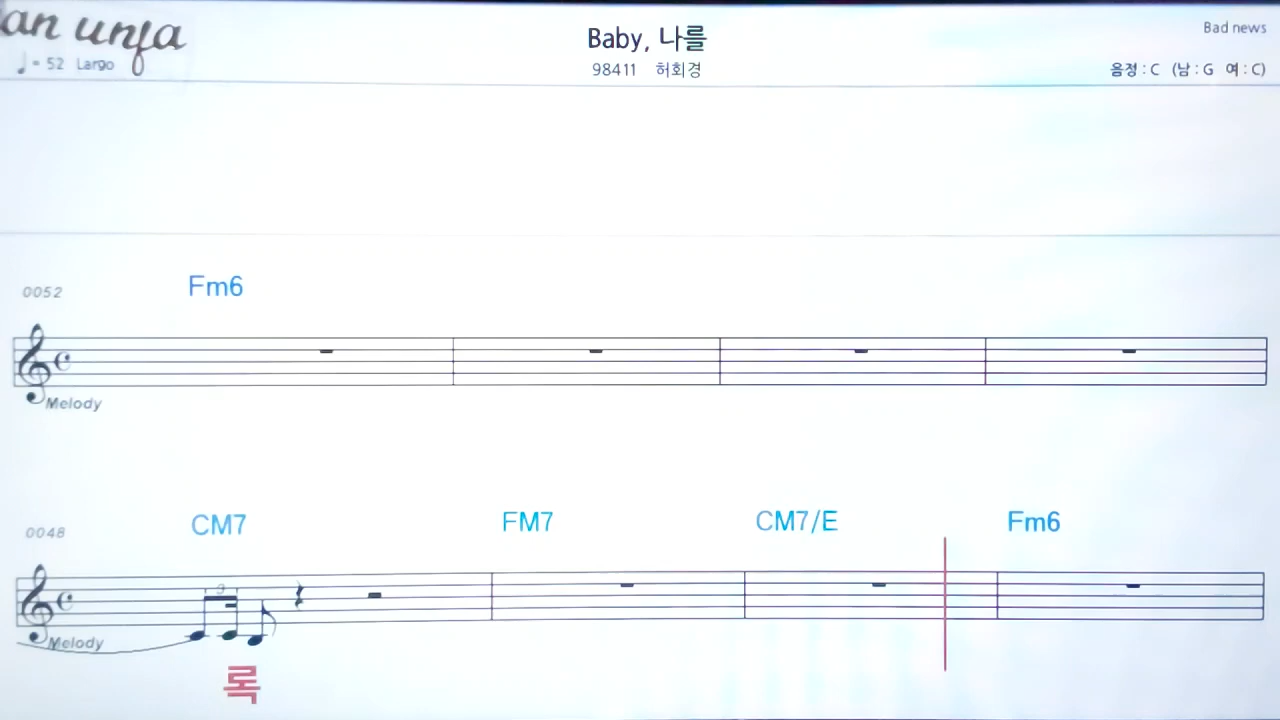 an unfa
♩= 52 Largo
Baby, 나를
98411 허회경
Bad news
음정 : C (남 : G 여 : C)
0052
Fm6
Melody
0048
CM7 FM7 CM7/E Fm6
3
Melody
록